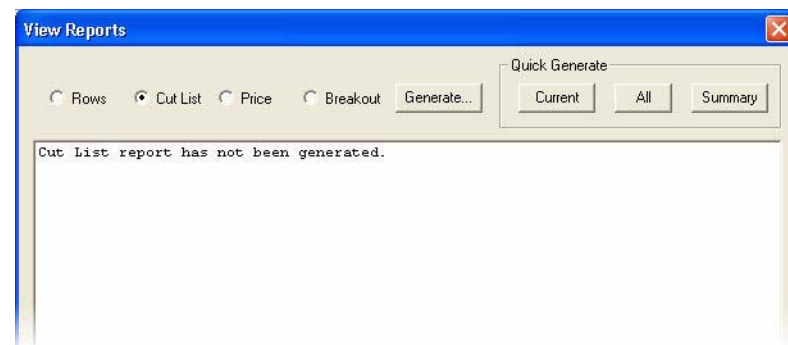 View Reports
Quick Generate
Rows Cut List Price Breakout Generate... Current All Summary
Cut List report has not been generated.